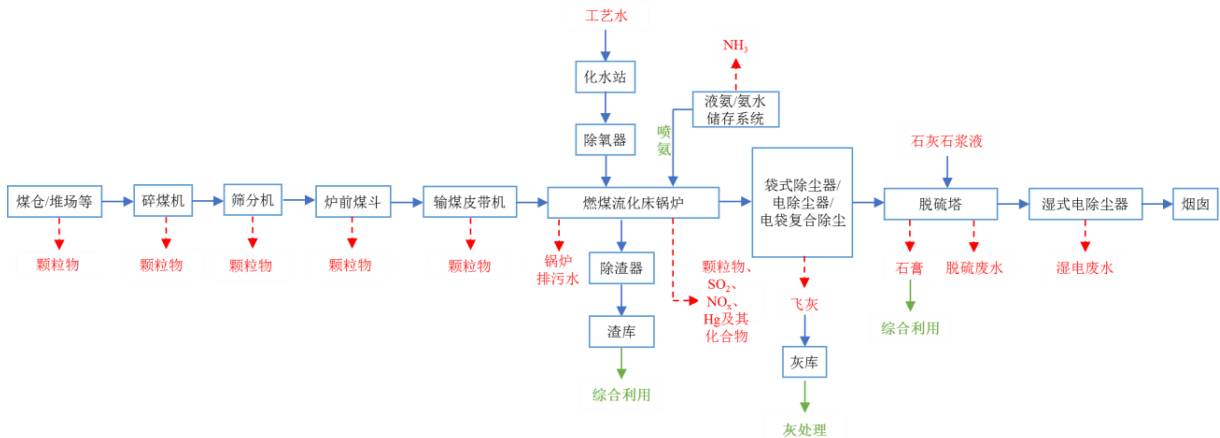 工艺水
NH₃
化水站
液氨/氨水
储存系统
喷
氨
除氧器
石灰石浆液
煤仓/堆场等
碎煤机
筛分机
炉前煤斗
输煤皮带机
燃煤流化床锅炉
袋式除尘器/
电除尘器/
电袋复合除尘
脱硫塔
湿式电除尘器
烟囱
颗粒物
颗粒物
颗粒物
颗粒物
颗粒物
锅炉
排污水
除渣器
颗粒物、
SO₂、
NOₓ、
Hg及其
化合物
飞灰
石膏
脱硫废水
湿电废水
渣库
灰库
综合利用
综合利用
灰处理